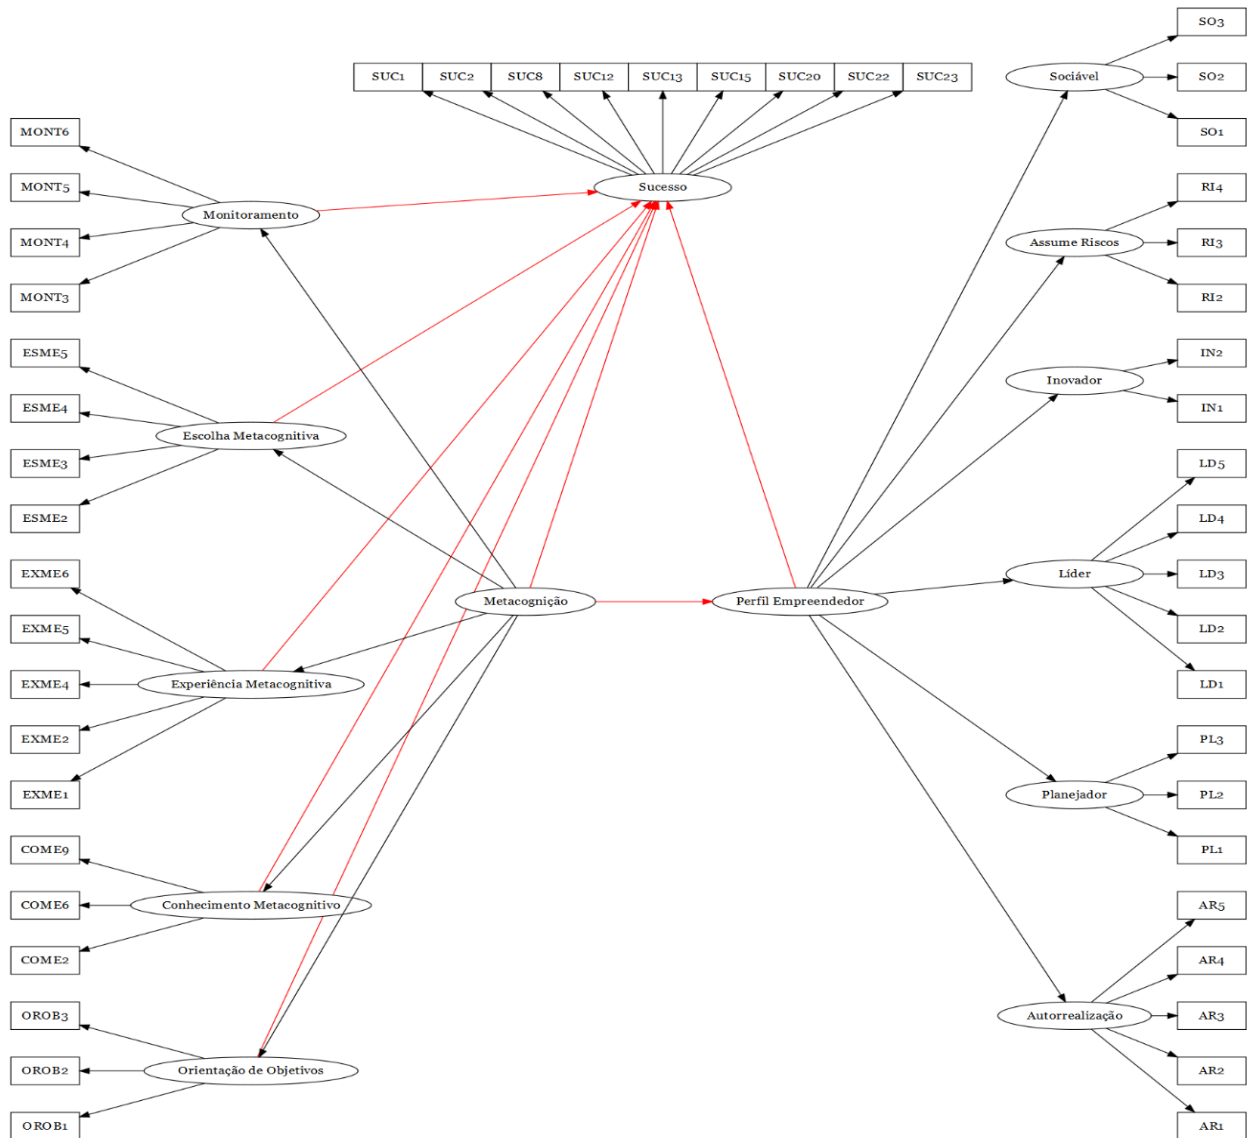 SO3
SUC1 SUC2 SUC8 SUC12 SUC13 SUC15 SUC20 SUC22 SUC23
Sociável
SO2
MONT6
SO1
MONT5
Sucesso
RI4
Monitoramento
MONT4
Assume Riscos
RI3
MONT3
RI2
ESME5
IN2
Inovador
ESME4
IN1
Escolha Metacognitiva
ESME3
LD5
ESME2
LD4
EXME6
Líder
LD3
Metacognição
Perfil Empreendedor
EXME5
LD2
Experiência Metacognitiva
EXME4
LD1
EXME2
PL3
EXME1
Planejador
PL2
COME9
PL1
COME6
Conhecimento Metacognitivo
AR5
COME2
AR4
OROB3
Autorrealização
AR3
OROB2
Orientação de Objetivos
AR2
OROB1
AR1